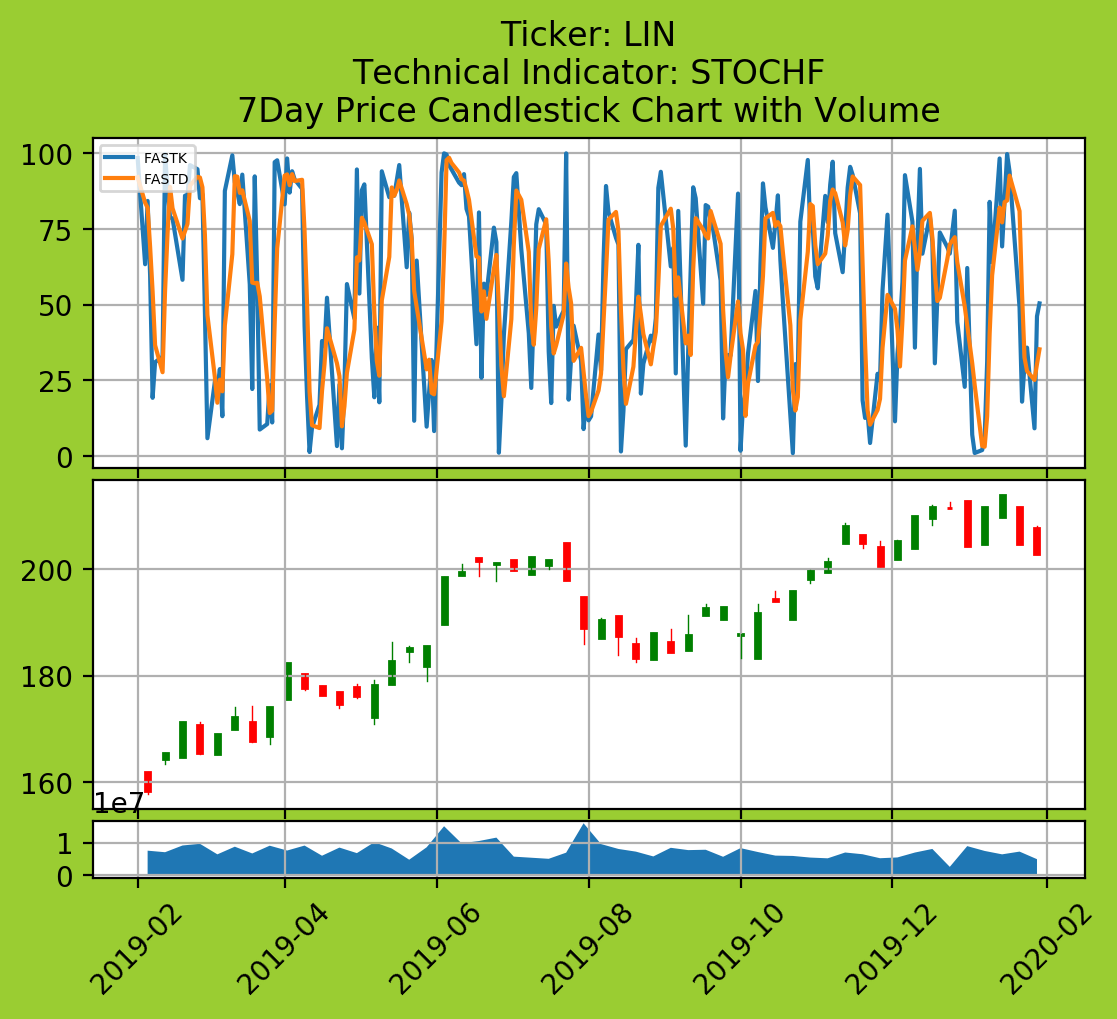 Ticker: LIN
Technical Indicator: STOCHF
7Day Price Candlestick Chart with Volume
100
75
50
25
0
FASTK
FASTD
200
180
160
1e7
1
0
2019-02
2019-04
2019-06
2019-08
2019-10
2019-12
2020-02